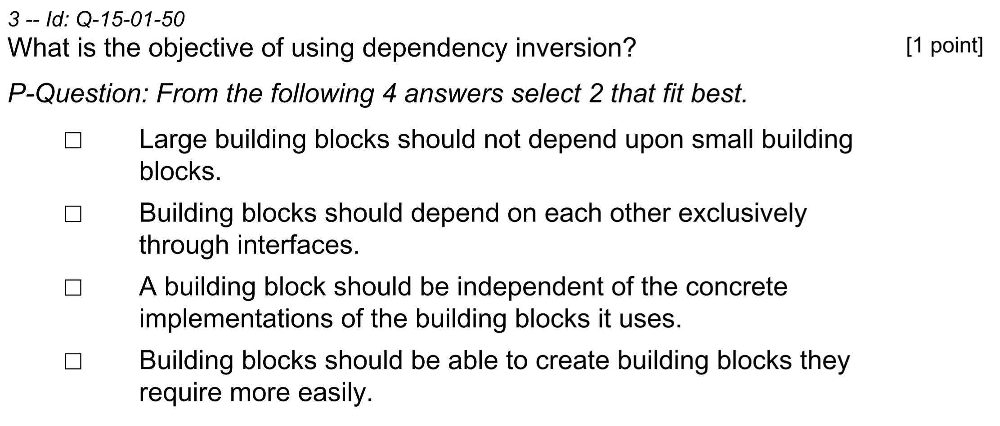 3 -- Id: Q-15-01-50
What is the objective of using dependency inversion? [1 point]
P-Question: From the following 4 answers select 2 that fit best.
Large building blocks should not depend upon small building
blocks.
Building blocks should depend on each other exclusively
through interfaces.
A building block should be independent of the concrete
implementations of the building blocks it uses.
Building blocks should be able to create building blocks they
require more easily.